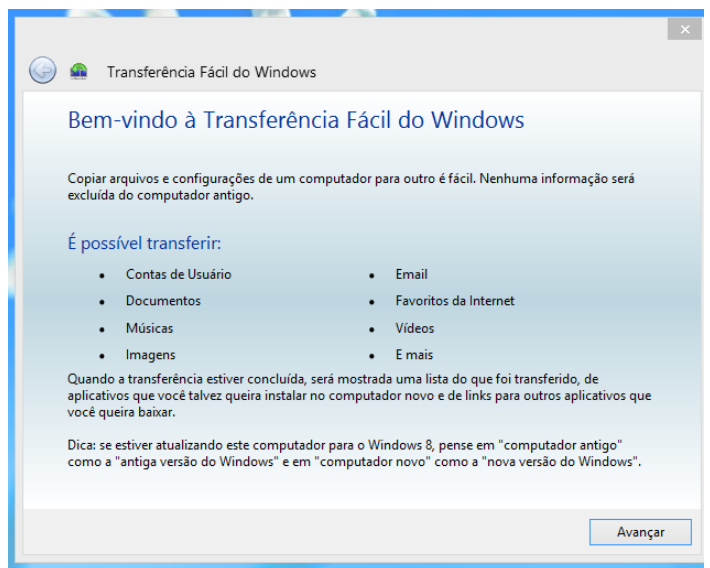 Transferência Fácil do Windows
Bem-vindo à Transferência Fácil do Windows
Copiar arquivos e configurações de um computador para outro é fácil. Nenhuma informação será
excluída do computador antigo.
É possível transferir:
• Contas de Usuário
• Documentos
• Músicas
• Imagens
• Email
• Favoritos da Internet
• Vídeos
• E mais
Quando a transferência estiver concluída, será mostrada uma lista do que foi transferido, de
aplicativos que você talvez queira instalar no computador novo e de links para outros aplicativos que
você queira baixar.
Dica: se estiver atualizando este computador para o Windows 8, pense em "computador antigo"
como a "antiga versão do Windows" e em "computador novo" como a "nova versão do Windows".
Avançar